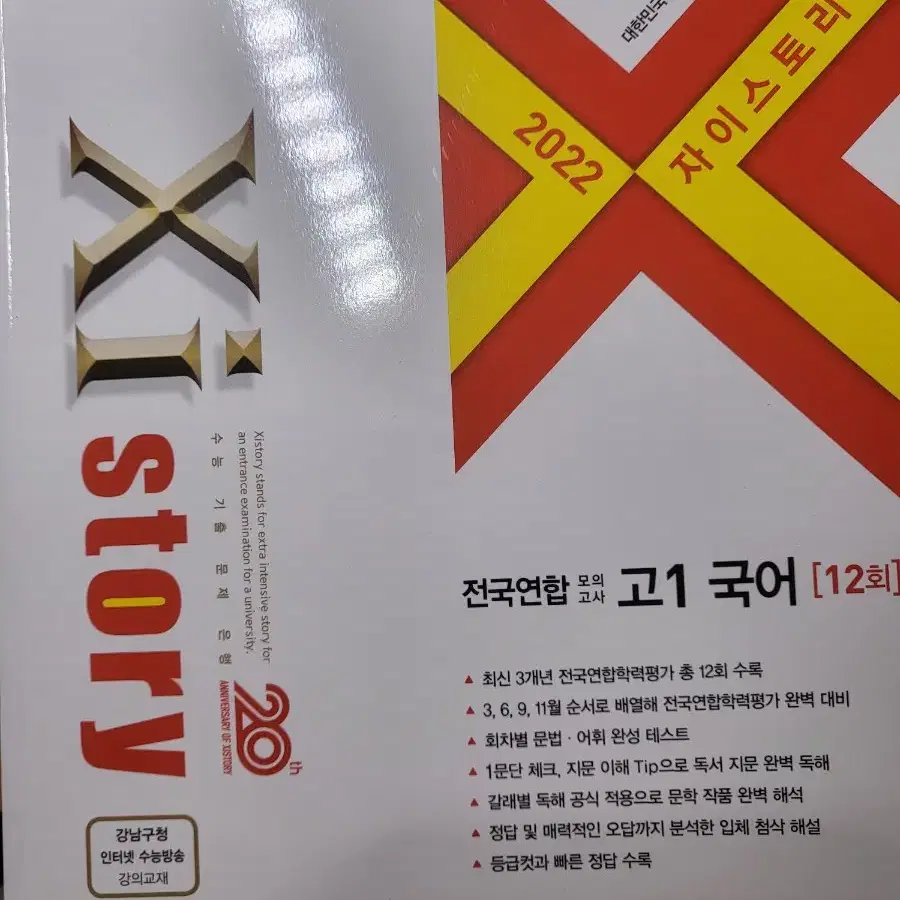 Xi
story
Xistory stands for extra intensive story for
an entrance examination for a university.
수능 기출 문제 은행
20th
ANNIVERSARY OF XISTORY
강남구청
인터넷 수능방송
강의교재
대한민국
2022
자이스토리
전국연합 모의고사 고1 국어 [12회]
▲ 최신 3개년 전국연합학력평가 총 12회 수록
▲ 3, 6, 9, 11월 순서로 배열해 전국연합학력평가 완벽 대비
▲ 회차별 문법 · 어휘 완성 테스트
▲ 1문단 체크, 지문 이해 Tip으로 독서 지문 완벽 독해
▲ 갈래별 독해 공식 적용으로 문학 작품 완벽 해석
▲ 정답 및 매력적인 오답까지 분석한 입체 첨삭 해설
▲ 등급컷과 빠른 정답 수록